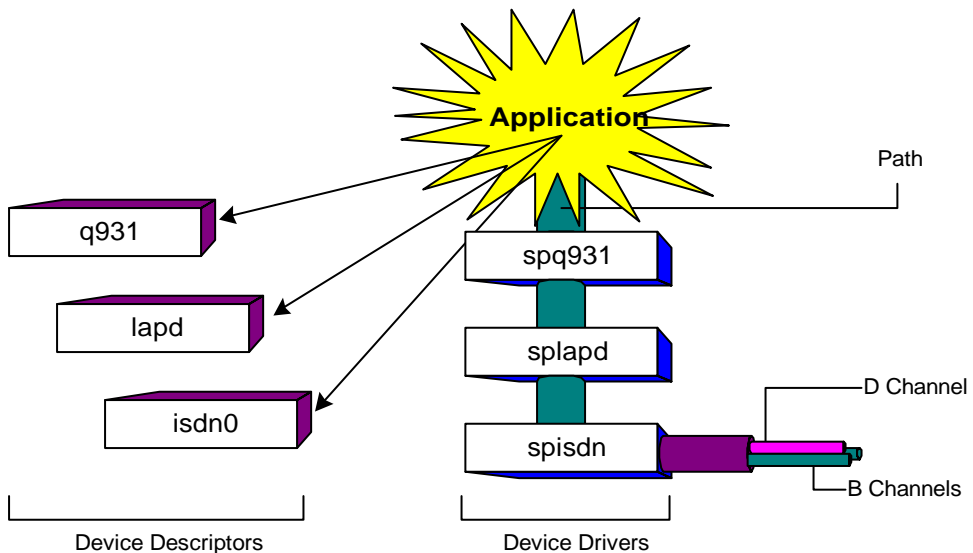 Application
Path
q931
spq931
lapd
splapd
D Channel
isdn0
spisdn
B Channels
Device Descriptors
Device Drivers